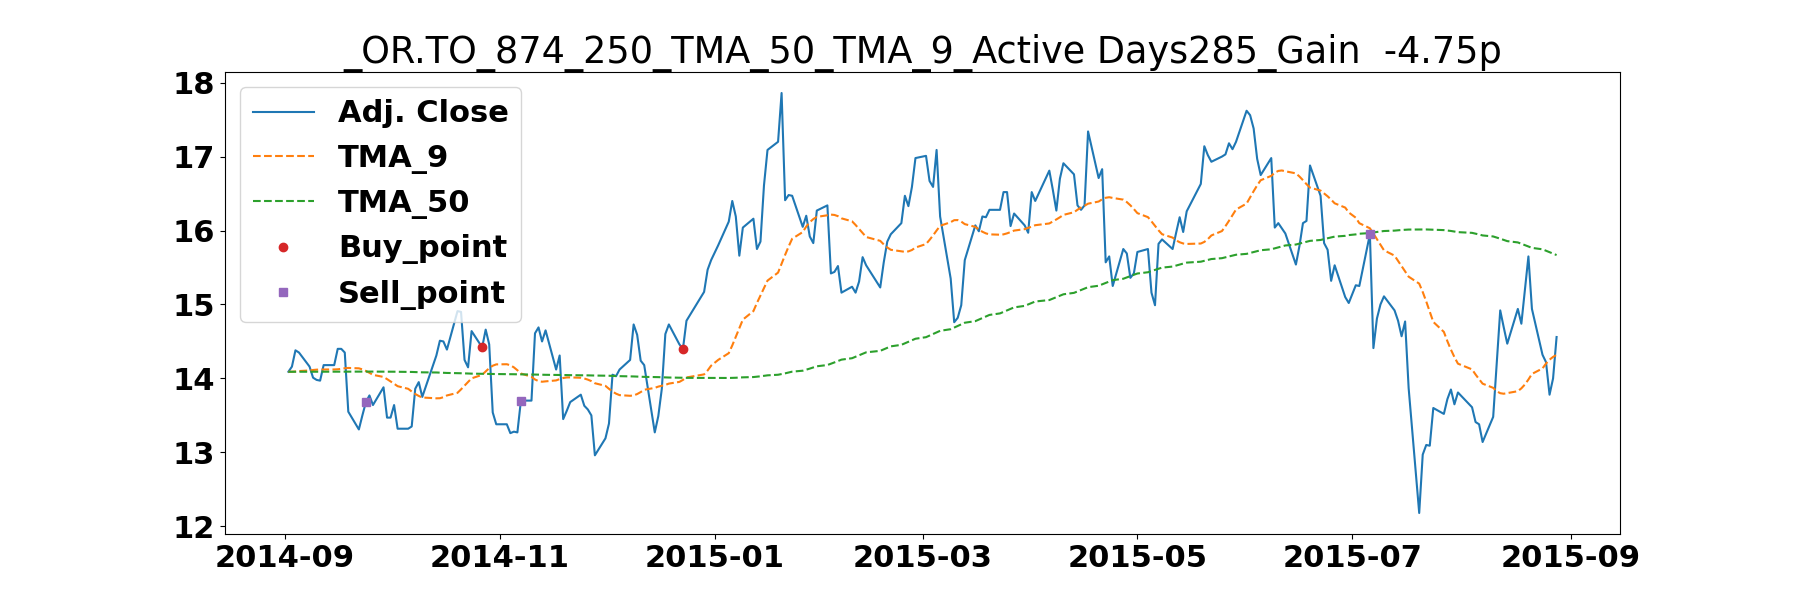 _OR.TO_874_250_TMA_50_TMA_9_Active Days285_Gain  -4.75p
18
17
16
15
14
13
12
Adj. Close
TMA_9
TMA_50
Buy_point
Sell_point
2014-09 2014-11 2015-01 2015-03 2015-05 2015-07 2015-09